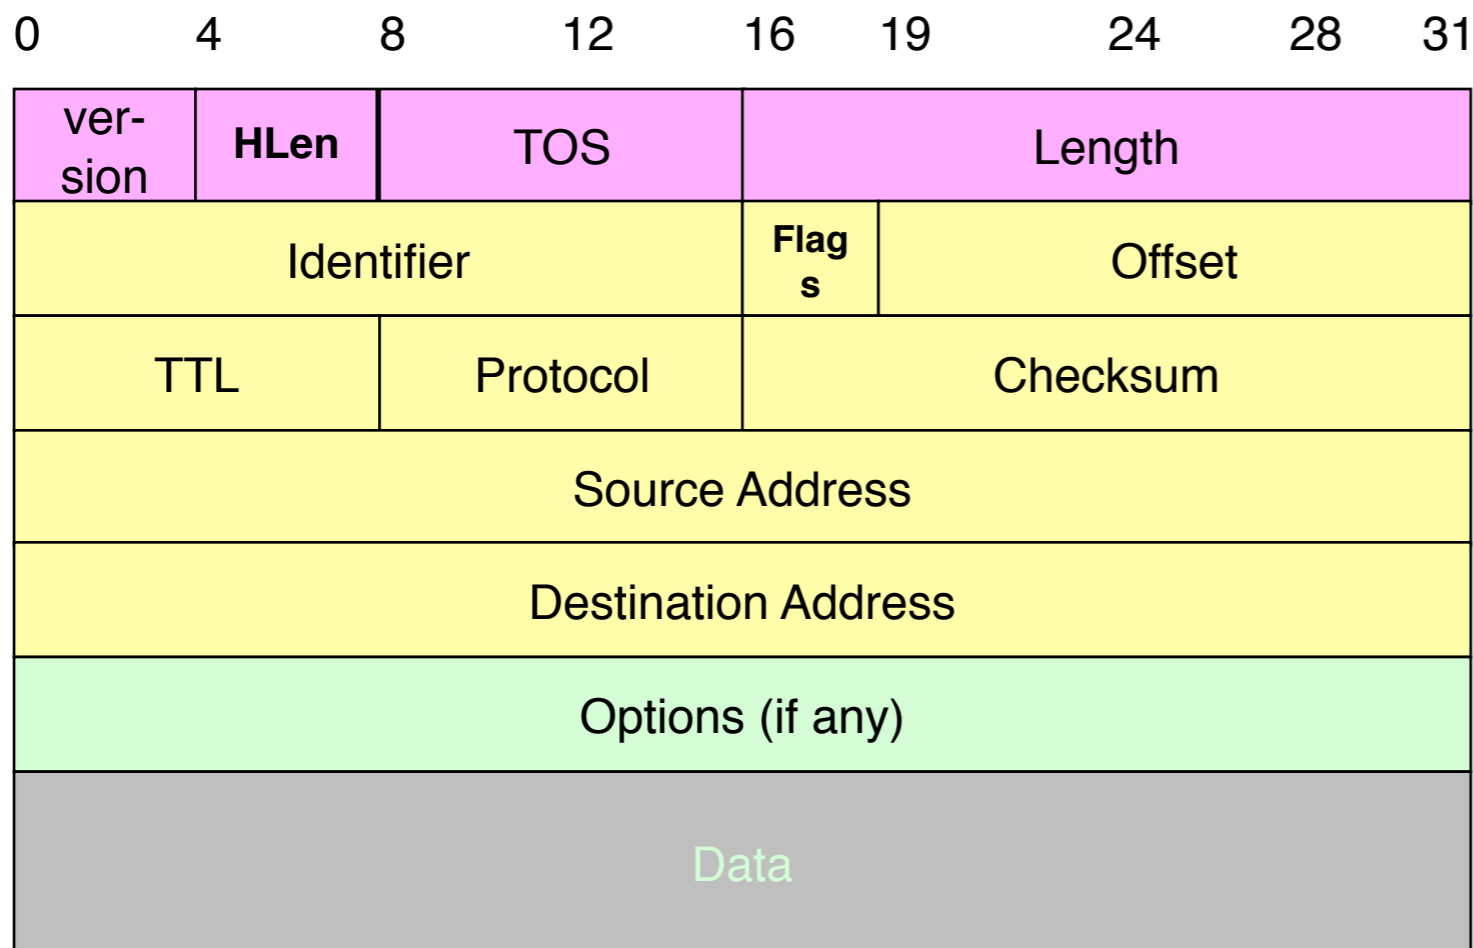 0 4 8 12 16 19 24 28 31
ver-
sion
HLen
TOS
Length
Identifier
Flag
s
Offset
TTL
Protocol
Checksum
Source Address
Destination Address
Options (if any)
Data